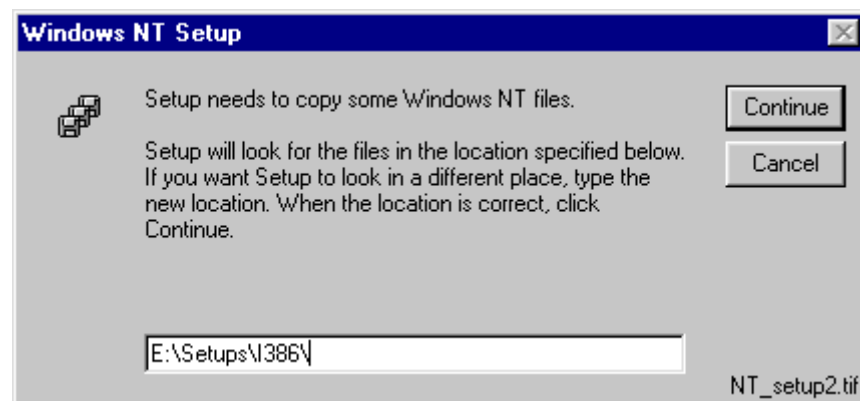 Windows NT Setup
Setup needs to copy some Windows NT files.
Continue
Setup will look for the files in the location specified below.
If you want Setup to look in a different place, type the
new location. When the location is correct, click
Continue.
Cancel
E:\Setups\I386\
NT_setup2.tif